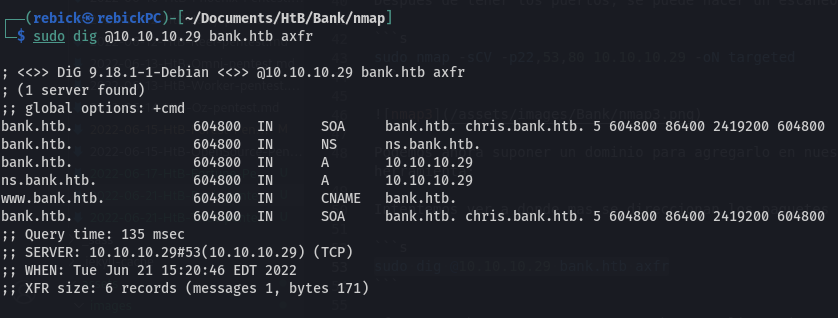 ┌──(rebick㉿rebickPC)-[~/Documents/HtB/Bank/nmap]
└─$ sudo dig @10.10.10.29 bank.htb axfr
; <<>> DiG 9.18.1-1-Debian <<>> @10.10.10.29 bank.htb axfr
; (1 server found)
;; global options: +cmd
bank.htb. 604800 IN SOA bank.htb. chris.bank.htb. 5 604800 86400 2419200 604800
bank.htb. 604800 IN NS ns.bank.htb.
bank.htb. 604800 IN A 10.10.10.29
ns.bank.htb. 604800 IN A 10.10.10.29
www.bank.htb. 604800 IN CNAME bank.htb.
bank.htb. 604800 IN SOA bank.htb. chris.bank.htb. 5 604800 86400 2419200 604800
;; Query time: 135 msec
;; SERVER: 10.10.10.29#53(10.10.10.29) (TCP)
;; WHEN: Tue Jun 21 15:20:46 EDT 2022
;; XFR size: 6 records (messages 1, bytes 171)